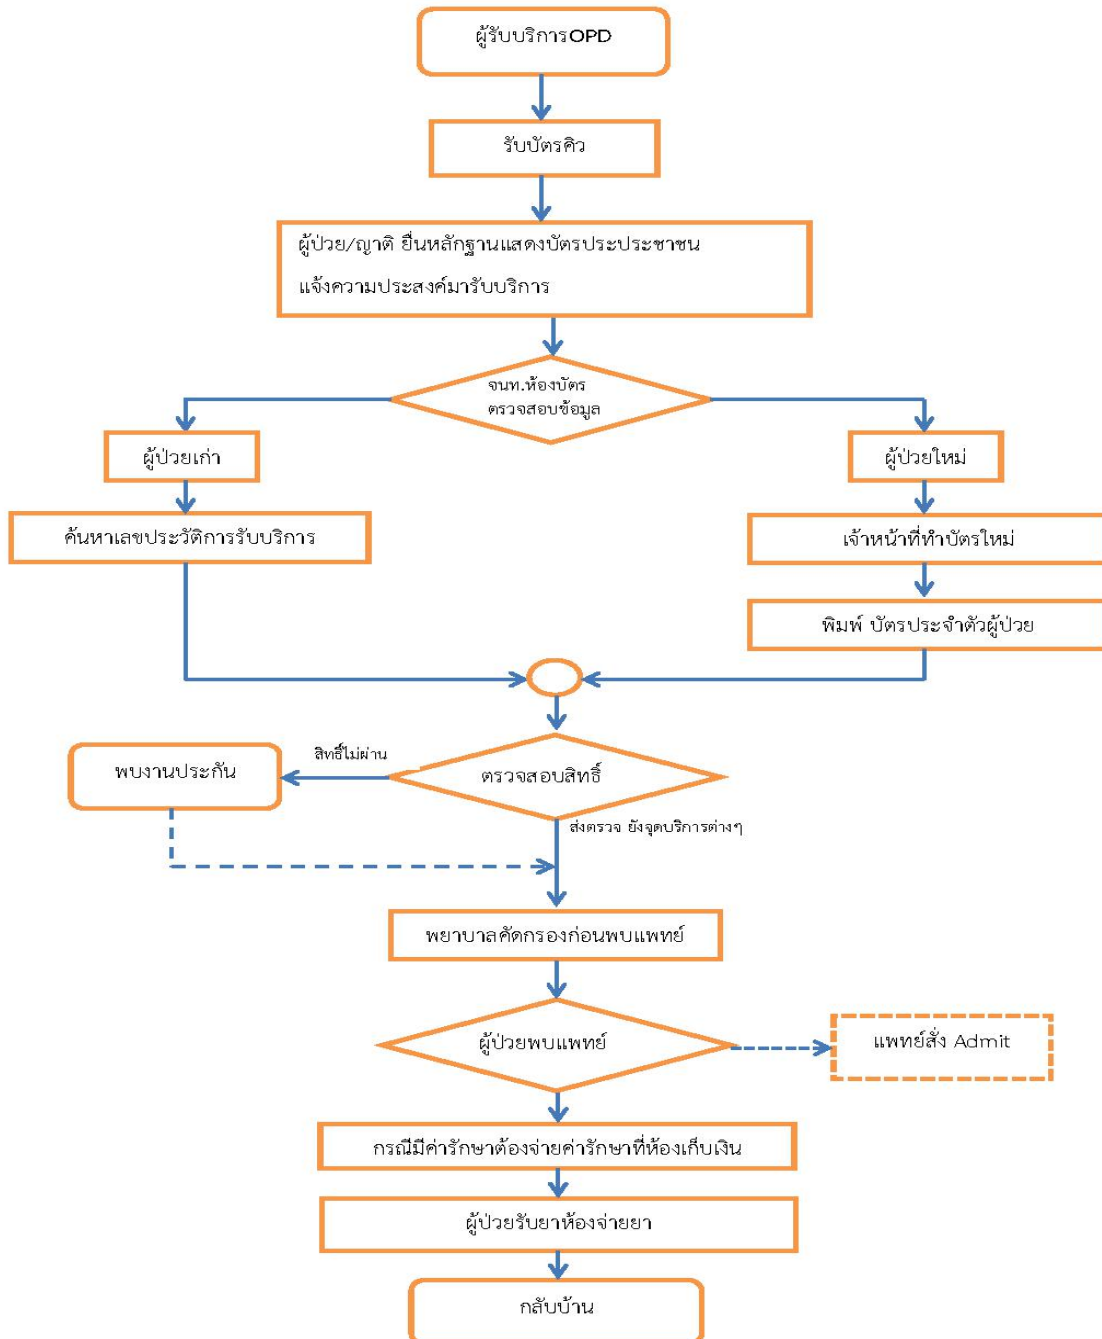 ผู้รับบริการOPD
รับบัตรคิว
ผู้ป่วย/ญาติ ยื่นหลักฐานแสดงบัตรประประชาชน
แจ้งความประสงค์มารับบริการ
จนท.ห้องบัตร
ตรวจสอบข้อมูล
ผู้ป่วยเก่า
ผู้ป่วยใหม่
ค้นหาเลขประวัติการรับบริการ
เจ้าหน้าที่ทำบัตรใหม่
พิมพ์ บัตรประจำตัวผู้ป่วย
สิทธิ์ไม่ผ่าน
พบงานประกัน
ตรวจสอบสิทธิ์
ส่งตรวจ ยังจุดบริการต่างๆ
พยาบาลคัดกรองก่อนพบแพทย์
ผู้ป่วยพบแพทย์
แพทย์สั่ง Admit
กรณีมีค่ารักษาต้องจ่ายค่ารักษาที่ห้องเก็บเงิน
ผู้ป่วยรับยาห้องจ่ายยา
กลับบ้าน